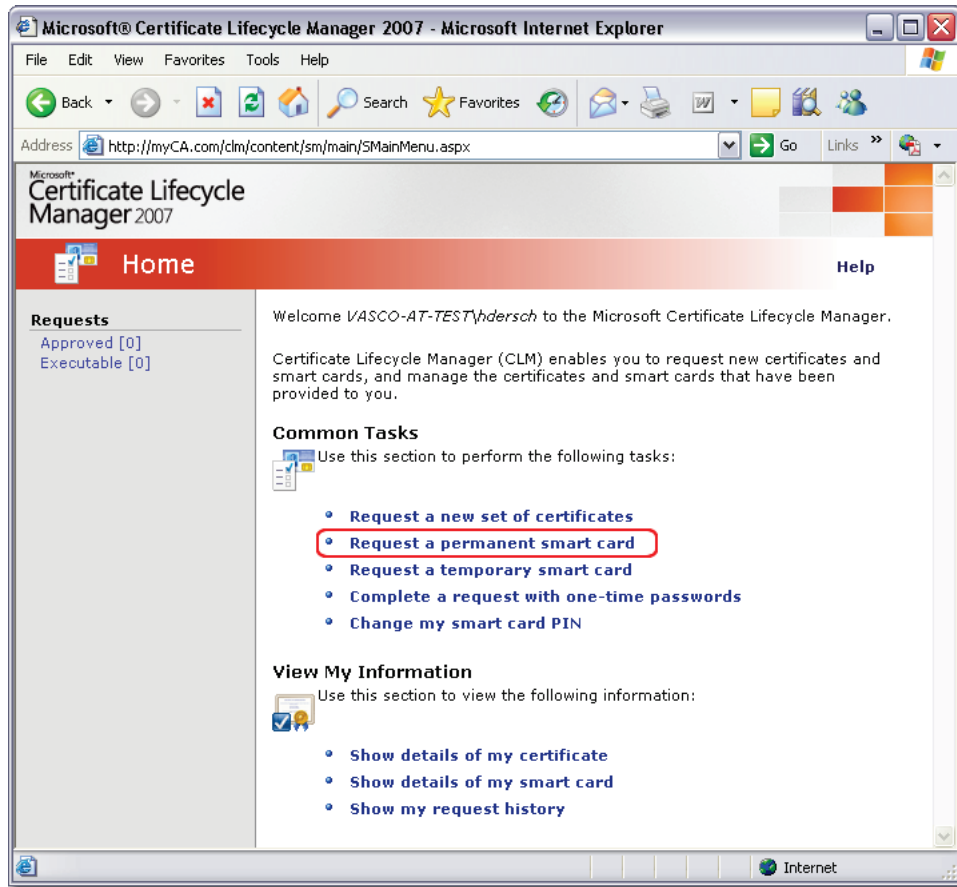 Microsoft® Certificate Lifecycle Manager 2007 - Microsoft Internet Explorer
File Edit View Favorites Tools Help
Back Search Favorites
Address http://myCA.com/clm/content/sm/main/SMainMenu.aspx Go Links »
Microsoft®
Certificate Lifecycle
Manager 2007
Home
Help
Requests
Approved [0]
Executable [0]
Welcome VASCO-AT-TEST\hdersch to the Microsoft Certificate Lifecycle Manager.
Certificate Lifecycle Manager (CLM) enables you to request new certificates and
smart cards, and manage the certificates and smart cards that have been
provided to you.
Common Tasks
Use this section to perform the following tasks:
Request a new set of certificates
Request a permanent smart card
Request a temporary smart card
Complete a request with one-time passwords
Change my smart card PIN
View My Information
Use this section to view the following information:
Show details of my certificate
Show details of my smart card
Show my request history
Internet